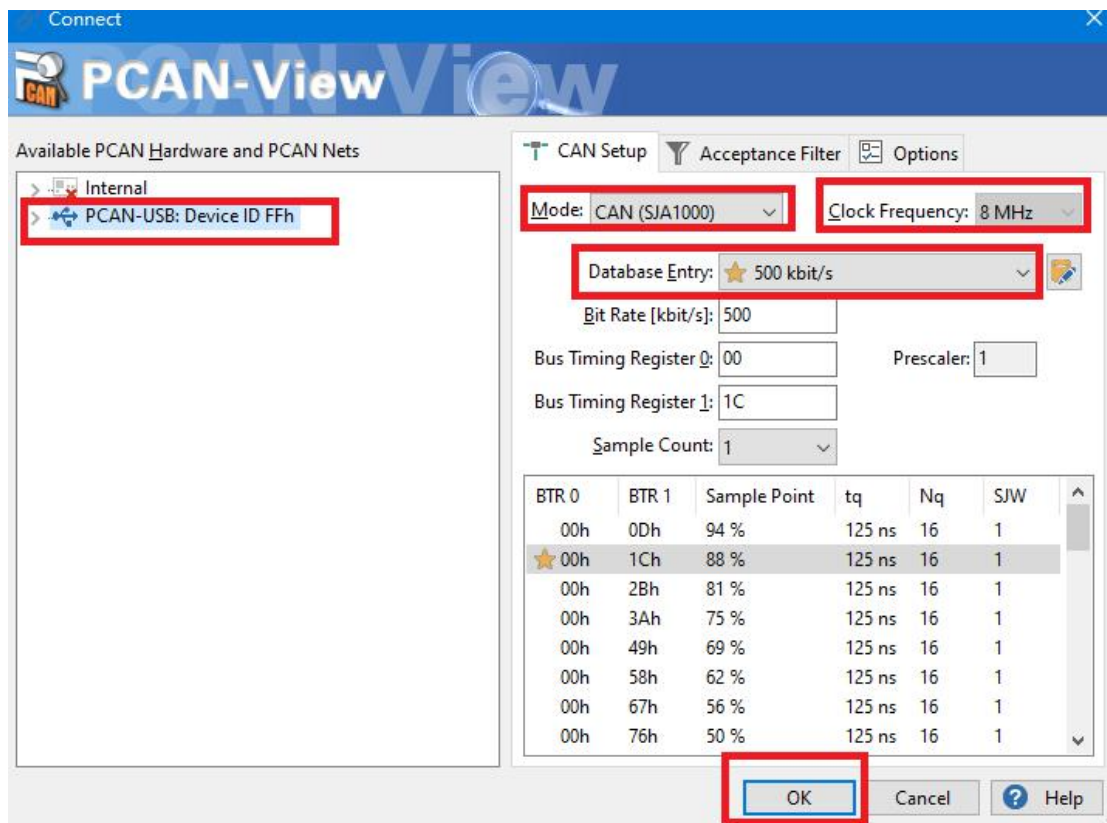 Connect
PCAN-View
CAN
Available PCAN Hardware and PCAN Nets
Internal
PCAN-USB: Device ID FFh
CAN Setup Acceptance Filter Options
Mode: CAN (SJA1000) Clock Frequency: 8 MHz
Database Entry: 500 kbit/s
Bit Rate [kbit/s]: 500
Bus Timing Register 0: 00 Prescaler: 1
Bus Timing Register 1: 1C
Sample Count: 1
BTR 0 BTR 1 Sample Point tq Nq SJW
00h 0Dh 94 % 125 ns 16 1
00h 1Ch 88 % 125 ns 16 1
00h 2Bh 81 % 125 ns 16 1
00h 3Ah 75 % 125 ns 16 1
00h 49h 69 % 125 ns 16 1
00h 58h 62 % 125 ns 16 1
00h 67h 56 % 125 ns 16 1
00h 76h 50 % 125 ns 16 1
OK Cancel Help